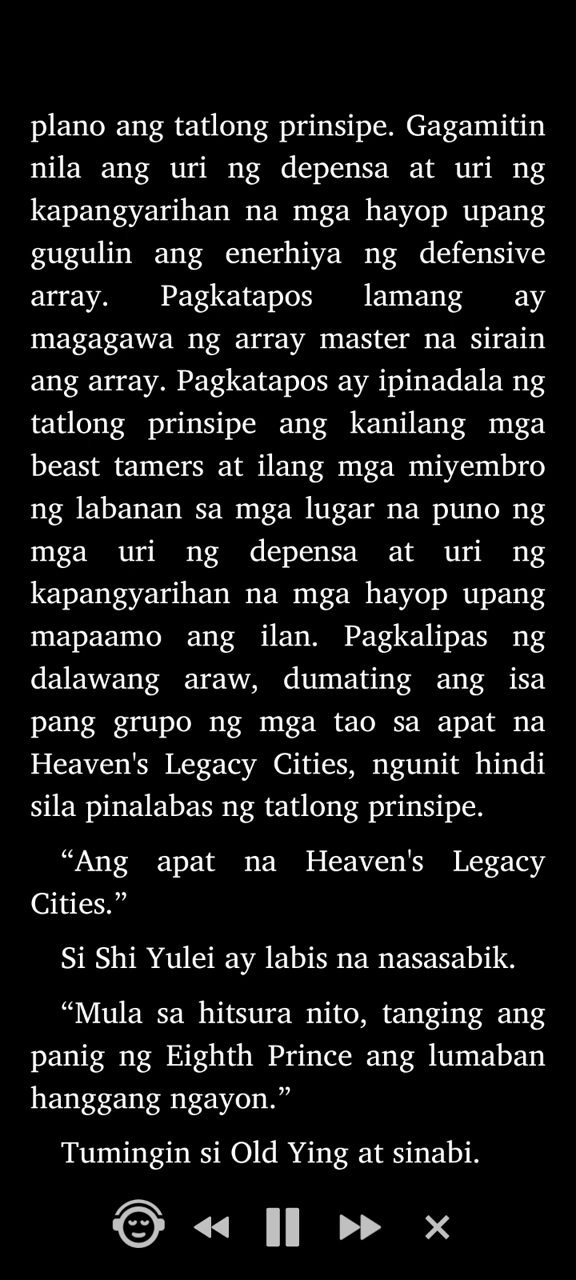 plano ang tatlong prinsipe. Gagamitin
nila ang uri ng depensa at uri ng
kapangyarihan na mga hayop upang
gugulin ang enerhiya ng defensive
array. Pagkatapos lamang ay
magagawa ng array master na sirain
ang array. Pagkatapos ay ipinadala ng
tatlong prinsipe ang kanilang mga
beast tamers at ilang mga miyembro
ng labanan sa mga lugar na puno ng
mga uri ng depensa at uri ng
kapangyarihan na mga hayop upang
mapaamo ang ilan. Pagkalipas ng
dalawang araw, dumating ang isa
pang grupo ng mga tao sa apat na
Heaven's Legacy Cities, ngunit hindi
sila pinalabas ng tatlong prinsipe.
“Ang apat na Heaven's Legacy
Cities.”
Si Shi Yulei ay labis na nasasabik.
“Mula sa hitsura nito, tanging ang
panig ng Eighth Prince ang lumaban
hanggang ngayon.”
Tumingin si Old Ying at sinabi.